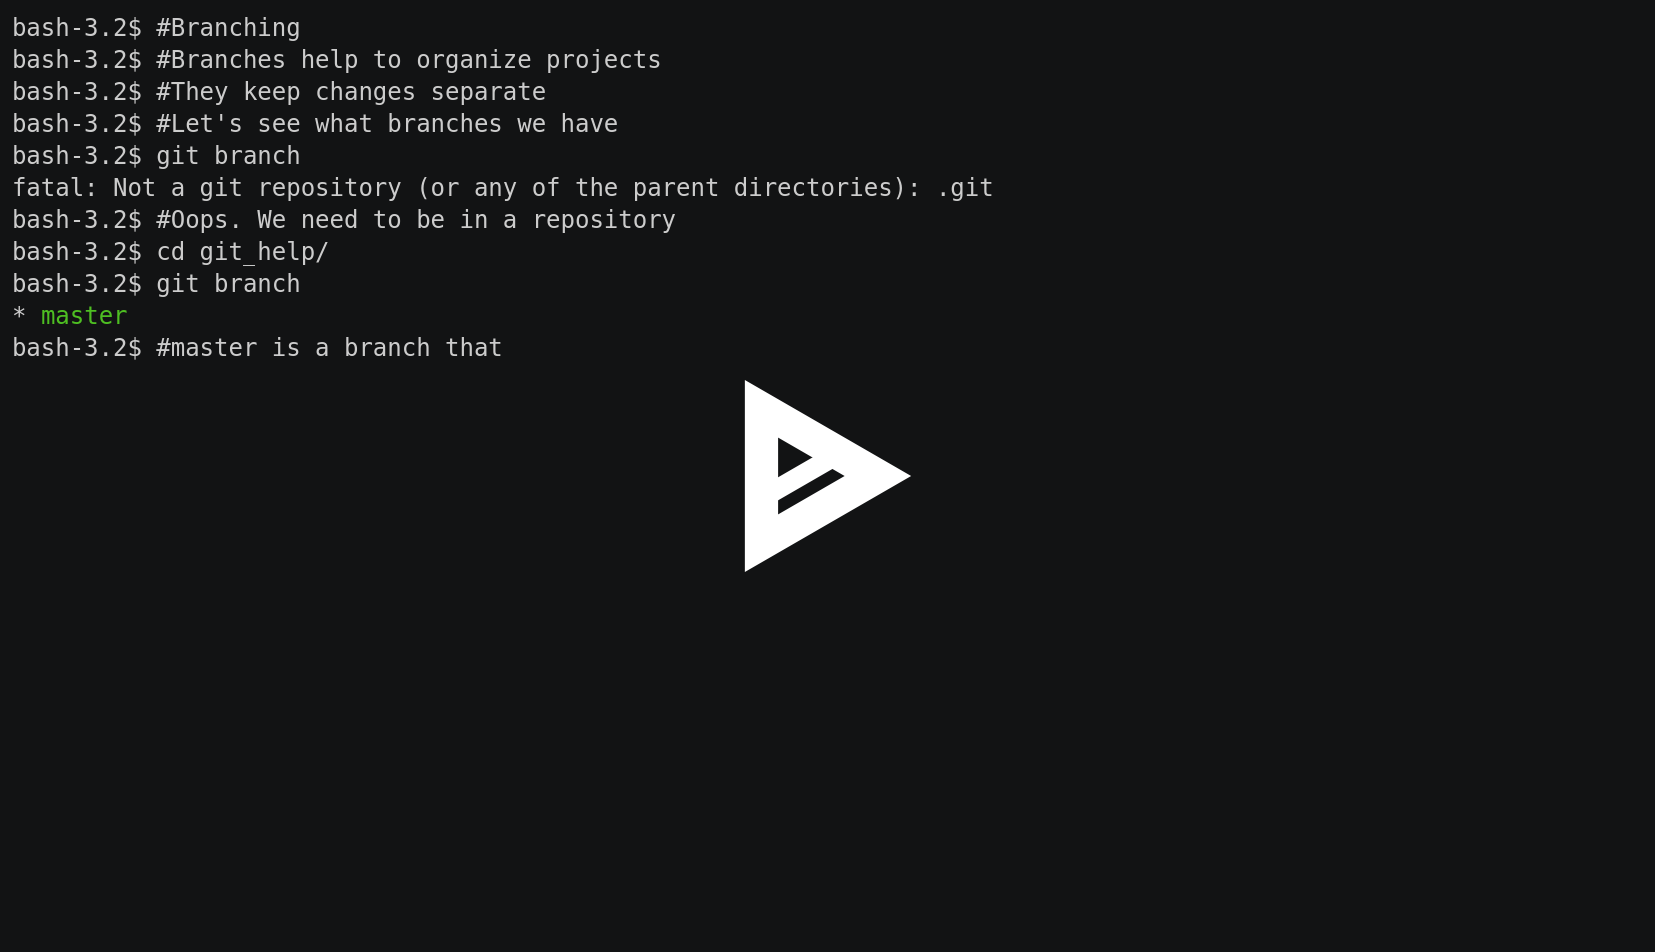 bash-3.2$ #Branching
bash-3.2$ #Branches help to organize projects
bash-3.2$ #They keep changes separate
bash-3.2$ #Let's see what branches we have
bash-3.2$ git branch
fatal: Not a git repository (or any of the parent directories): .git
bash-3.2$ #Oops. We need to be in a repository
bash-3.2$ cd git_help/
bash-3.2$ git branch
* master
bash-3.2$ #master is a branch that